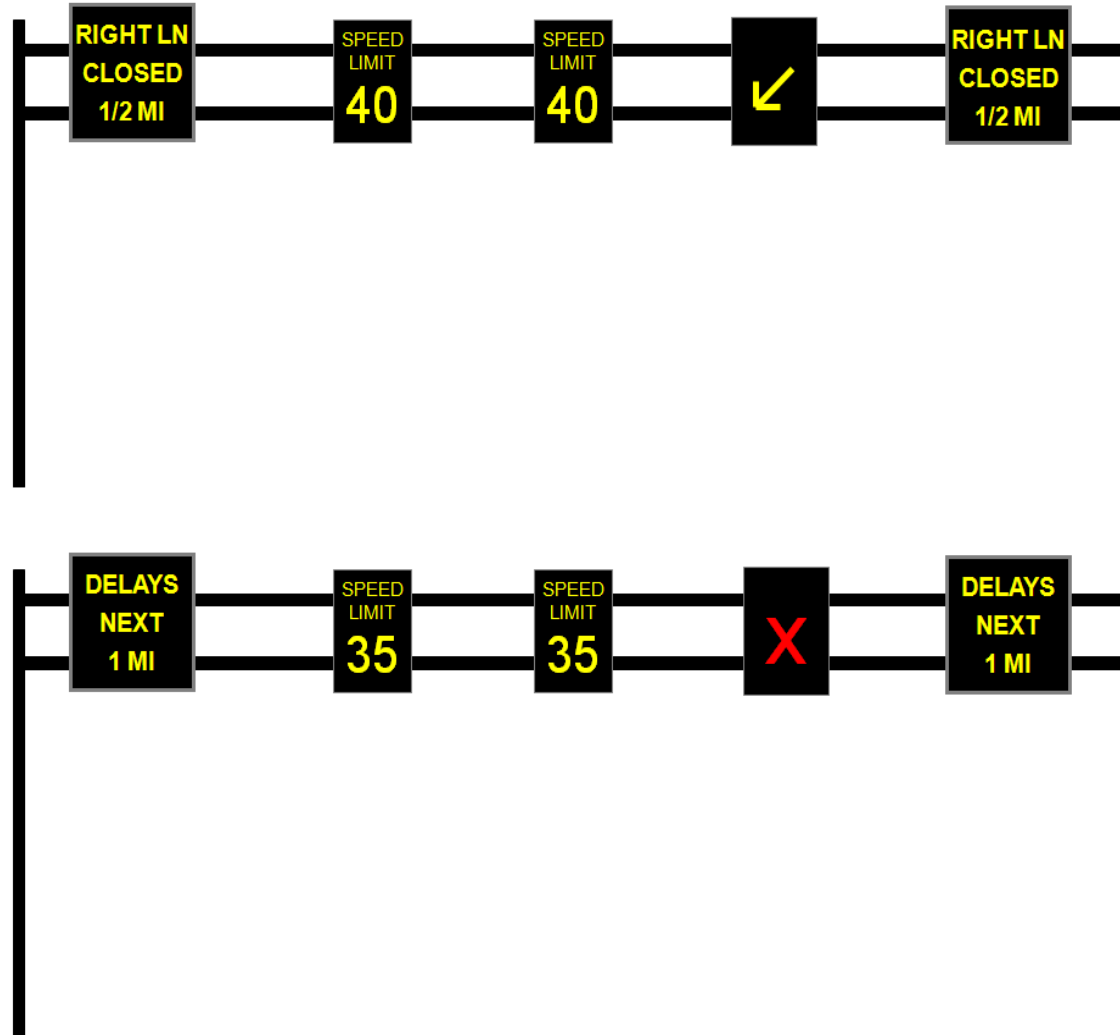 RIGHT LN
CLOSED
1/2 MI
SPEED
LIMIT
40
SPEED
LIMIT
40
RIGHT LN
CLOSED
1/2 MI
DELAYS
NEXT
1 MI
SPEED
LIMIT
35
SPEED
LIMIT
35
X
DELAYS
NEXT
1 MI